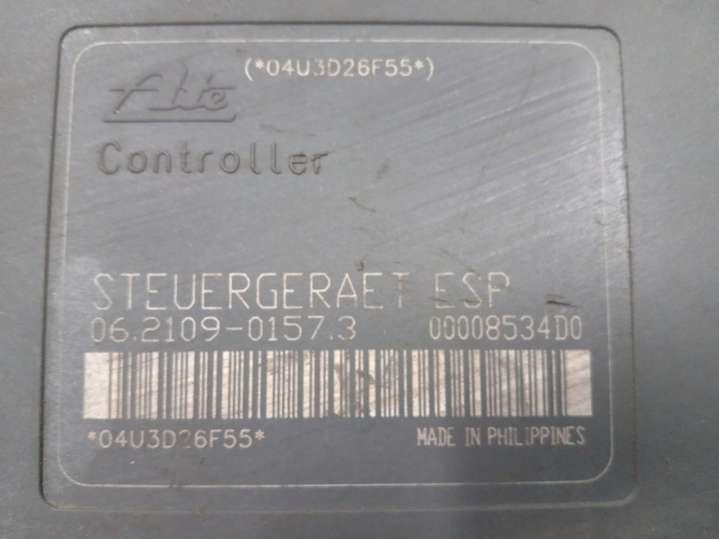 (*04U3D26F55*)
Ate
Controller
STEUERGERAET ESP
06.2109-0157.3 00008534D0
*04U3D26F55*
MADE IN PHILIPPINES